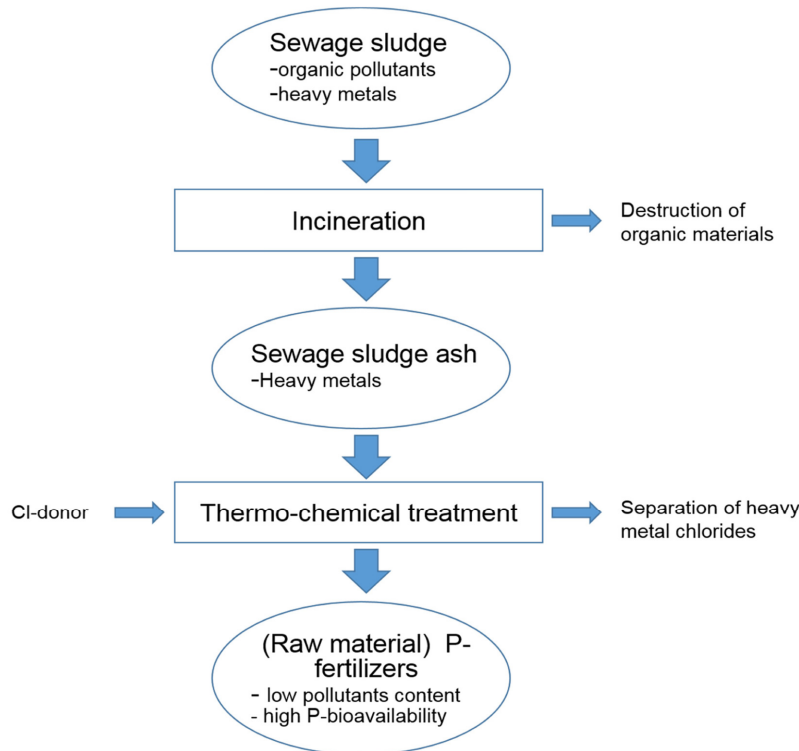 Sewage sludge
-organic pollutants
-heavy metals
Incineration
Destruction of
organic materials
Sewage sludge ash
-Heavy metals
Cl-donor
Thermo-chemical treatment
Separation of heavy
metal chlorides
(Raw material) P-
fertilizers
- low pollutants content
- high P-bioavailability